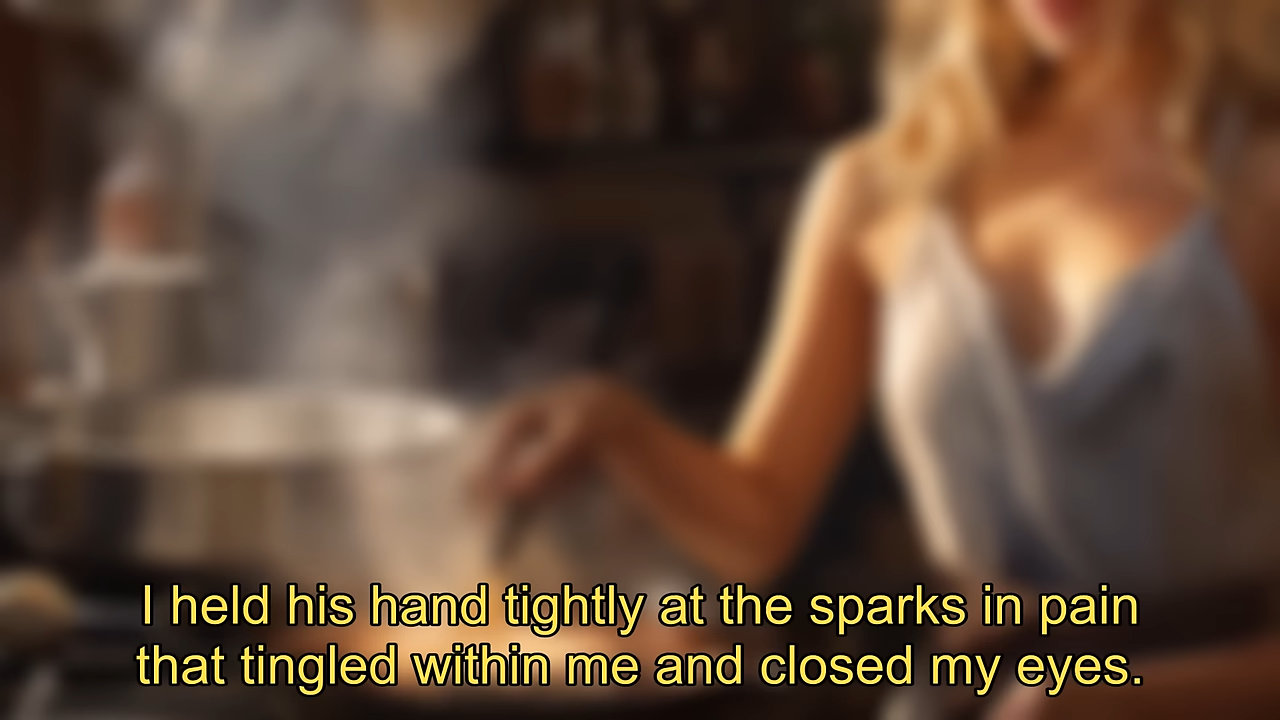 I held his hand tightly at the sparks in pain
that tingled within me and closed my eyes.